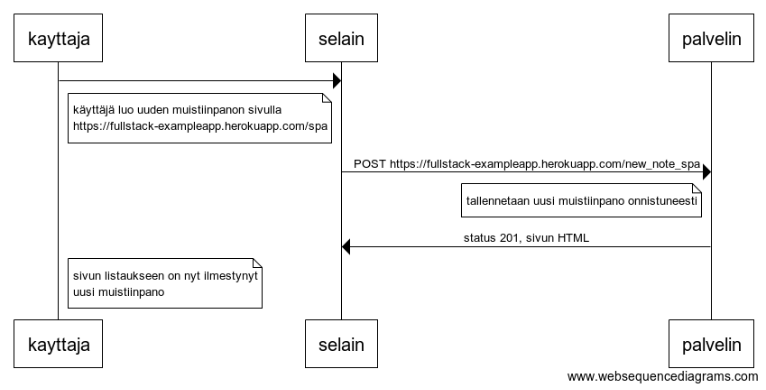 kayttaja
selain
palvelin
käyttäjä luo uuden muistiinpanon sivulla
https://fullstack-exampleapp.herokuapp.com/spa
POST https://fullstack-exampleapp.herokuapp.com/new_note_spa
tallennetaan uusi muistiinpano onnistuneesti
status 201, sivun HTML
sivun listaukseen on nyt ilmestynyt
uusi muistiinpano
kayttaja
selain
palvelin
www.websequencediagrams.com